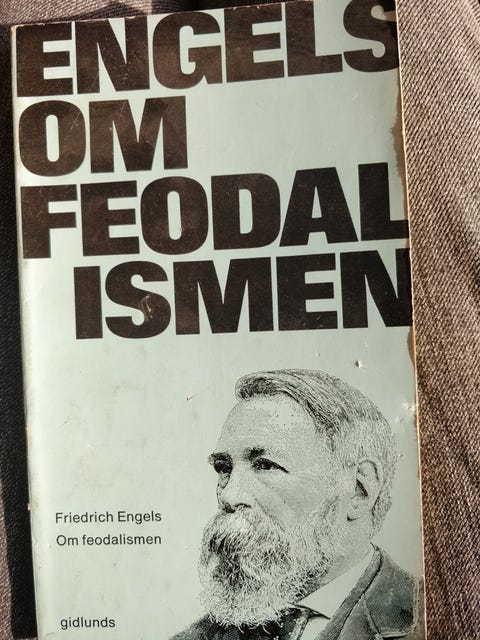 ENGELS
OM
FEODAL
ISMEN
Friedrich Engels
Om feodalismen
gidlunds